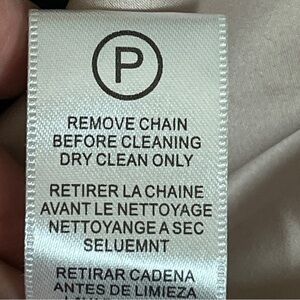 P
REMOVE CHAIN
BEFORE CLEANING
DRY CLEAN ONLY
RETIRER LA CHAINE
AVANT LE NETTOYAGE
NETTOYANGE A SEC
SELUEMNT
RETIRAR CADENA
ANTES DE LIMIEZA